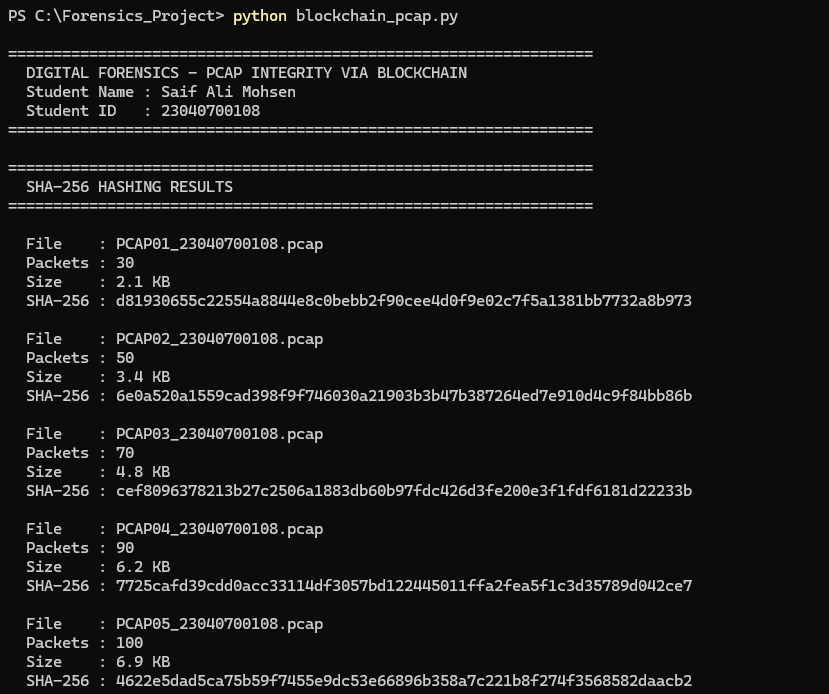 PS C:\Forensics_Project> python blockchain_pcap.py
=================================================================
DIGITAL FORENSICS - PCAP INTEGRITY VIA BLOCKCHAIN
Student Name : Saif Ali Mohsen
Student ID   : 23040700108
=================================================================
=================================================================
SHA-256 HASHING RESULTS
=================================================================
File    : PCAP01_23040700108.pcap
Packets : 30
Size    : 2.1 KB
SHA-256 : d81930655c22554a8844e8c0bebb2f90cee4d0f9e02c7f5a1381bb7732a8b973
File    : PCAP02_23040700108.pcap
Packets : 50
Size    : 3.4 KB
SHA-256 : 6e0a520a1559cad398f9f746030a21903b3b47b387264ed7e910d4c9f84bb86b
File    : PCAP03_23040700108.pcap
Packets : 70
Size    : 4.8 KB
SHA-256 : cef8096378213b27c2506a1883db60b97fdc426d3fe200e3f1fdf6181d22233b
File    : PCAP04_23040700108.pcap
Packets : 90
Size    : 6.2 KB
SHA-256 : 7725cafd39cdd0acc33114df3057bd122445011ffa2fea5f1c3d35789d042ce7
File    : PCAP05_23040700108.pcap
Packets : 100
Size    : 6.9 KB
SHA-256 : 4622e5dad5ca75b59f7455e9dc53e66896b358a7c221b8f274f3568582daacb2